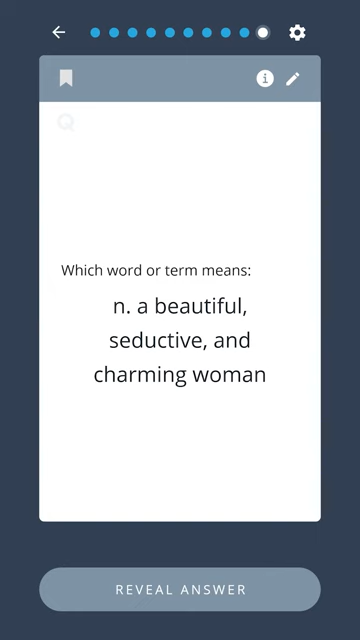 Which word or term means:
n. a beautiful,
seductive, and
charming woman
REVEAL ANSWER